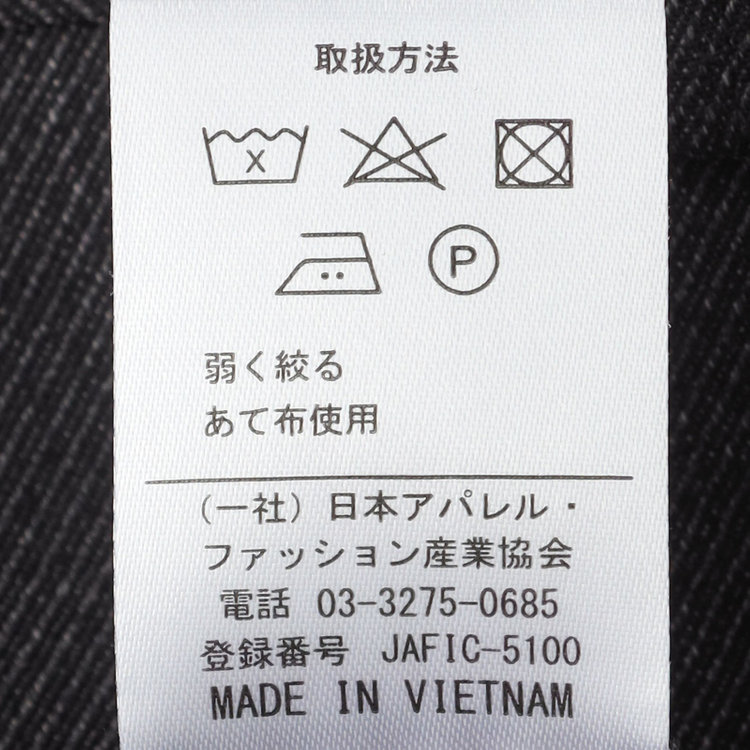 取扱方法
X
P
弱く絞る
あて布使用
(一社) 日本アパレル・
ファッション産業協会
電話 03-3275-0685
登録番号 JAFIC-5100
MADE IN VIETNAM